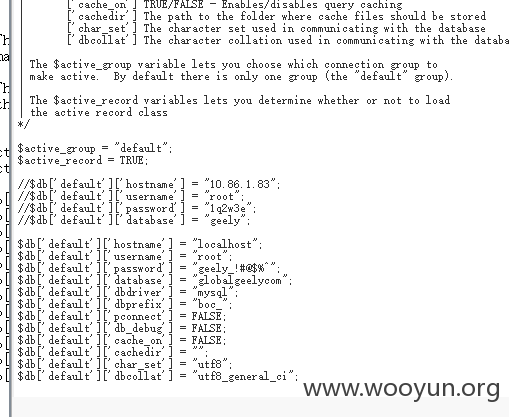 ['cache_on'] TRUE/FALSE - Enables/disables query caching
['cachedir'] The path to the folder where cache files should be stored
['char_set'] The character set used in communicating with the database
['dbcollat'] The character collation used in communicating with the databa
The $active_group variable lets you choose which connection group to
make active.  By default there is only one group (the "default" group).
The $active_record variables lets you determine whether or not to load
the active record class
*/
$active_group = "default";
$active_record = TRUE;
//$db['default']['hostname'] = "10.86.1.83";
//$db['default']['username'] = "root";
//$db['default']['password'] = "1q2w3e";
//$db['default']['database'] = "geely";
$db['default']['hostname'] = "localhost";
$db['default']['username'] = "root";
$db['default']['password'] = "geely_!#@$%^";
$db['default']['database'] = "globalgeelycom";
$db['default']['dbdriver'] = "mysql";
$db['default']['dbprefix'] = "boc_";
$db['default']['pconnect'] = FALSE;
$db['default']['db_debug'] = FALSE;
$db['default']['cache_on'] = FALSE;
$db['default']['cachedir'] = "";
$db['default']['char_set'] = "utf8";
$db['default']['dbcollat'] = "utf8_general_ci";
www.wooyun.org